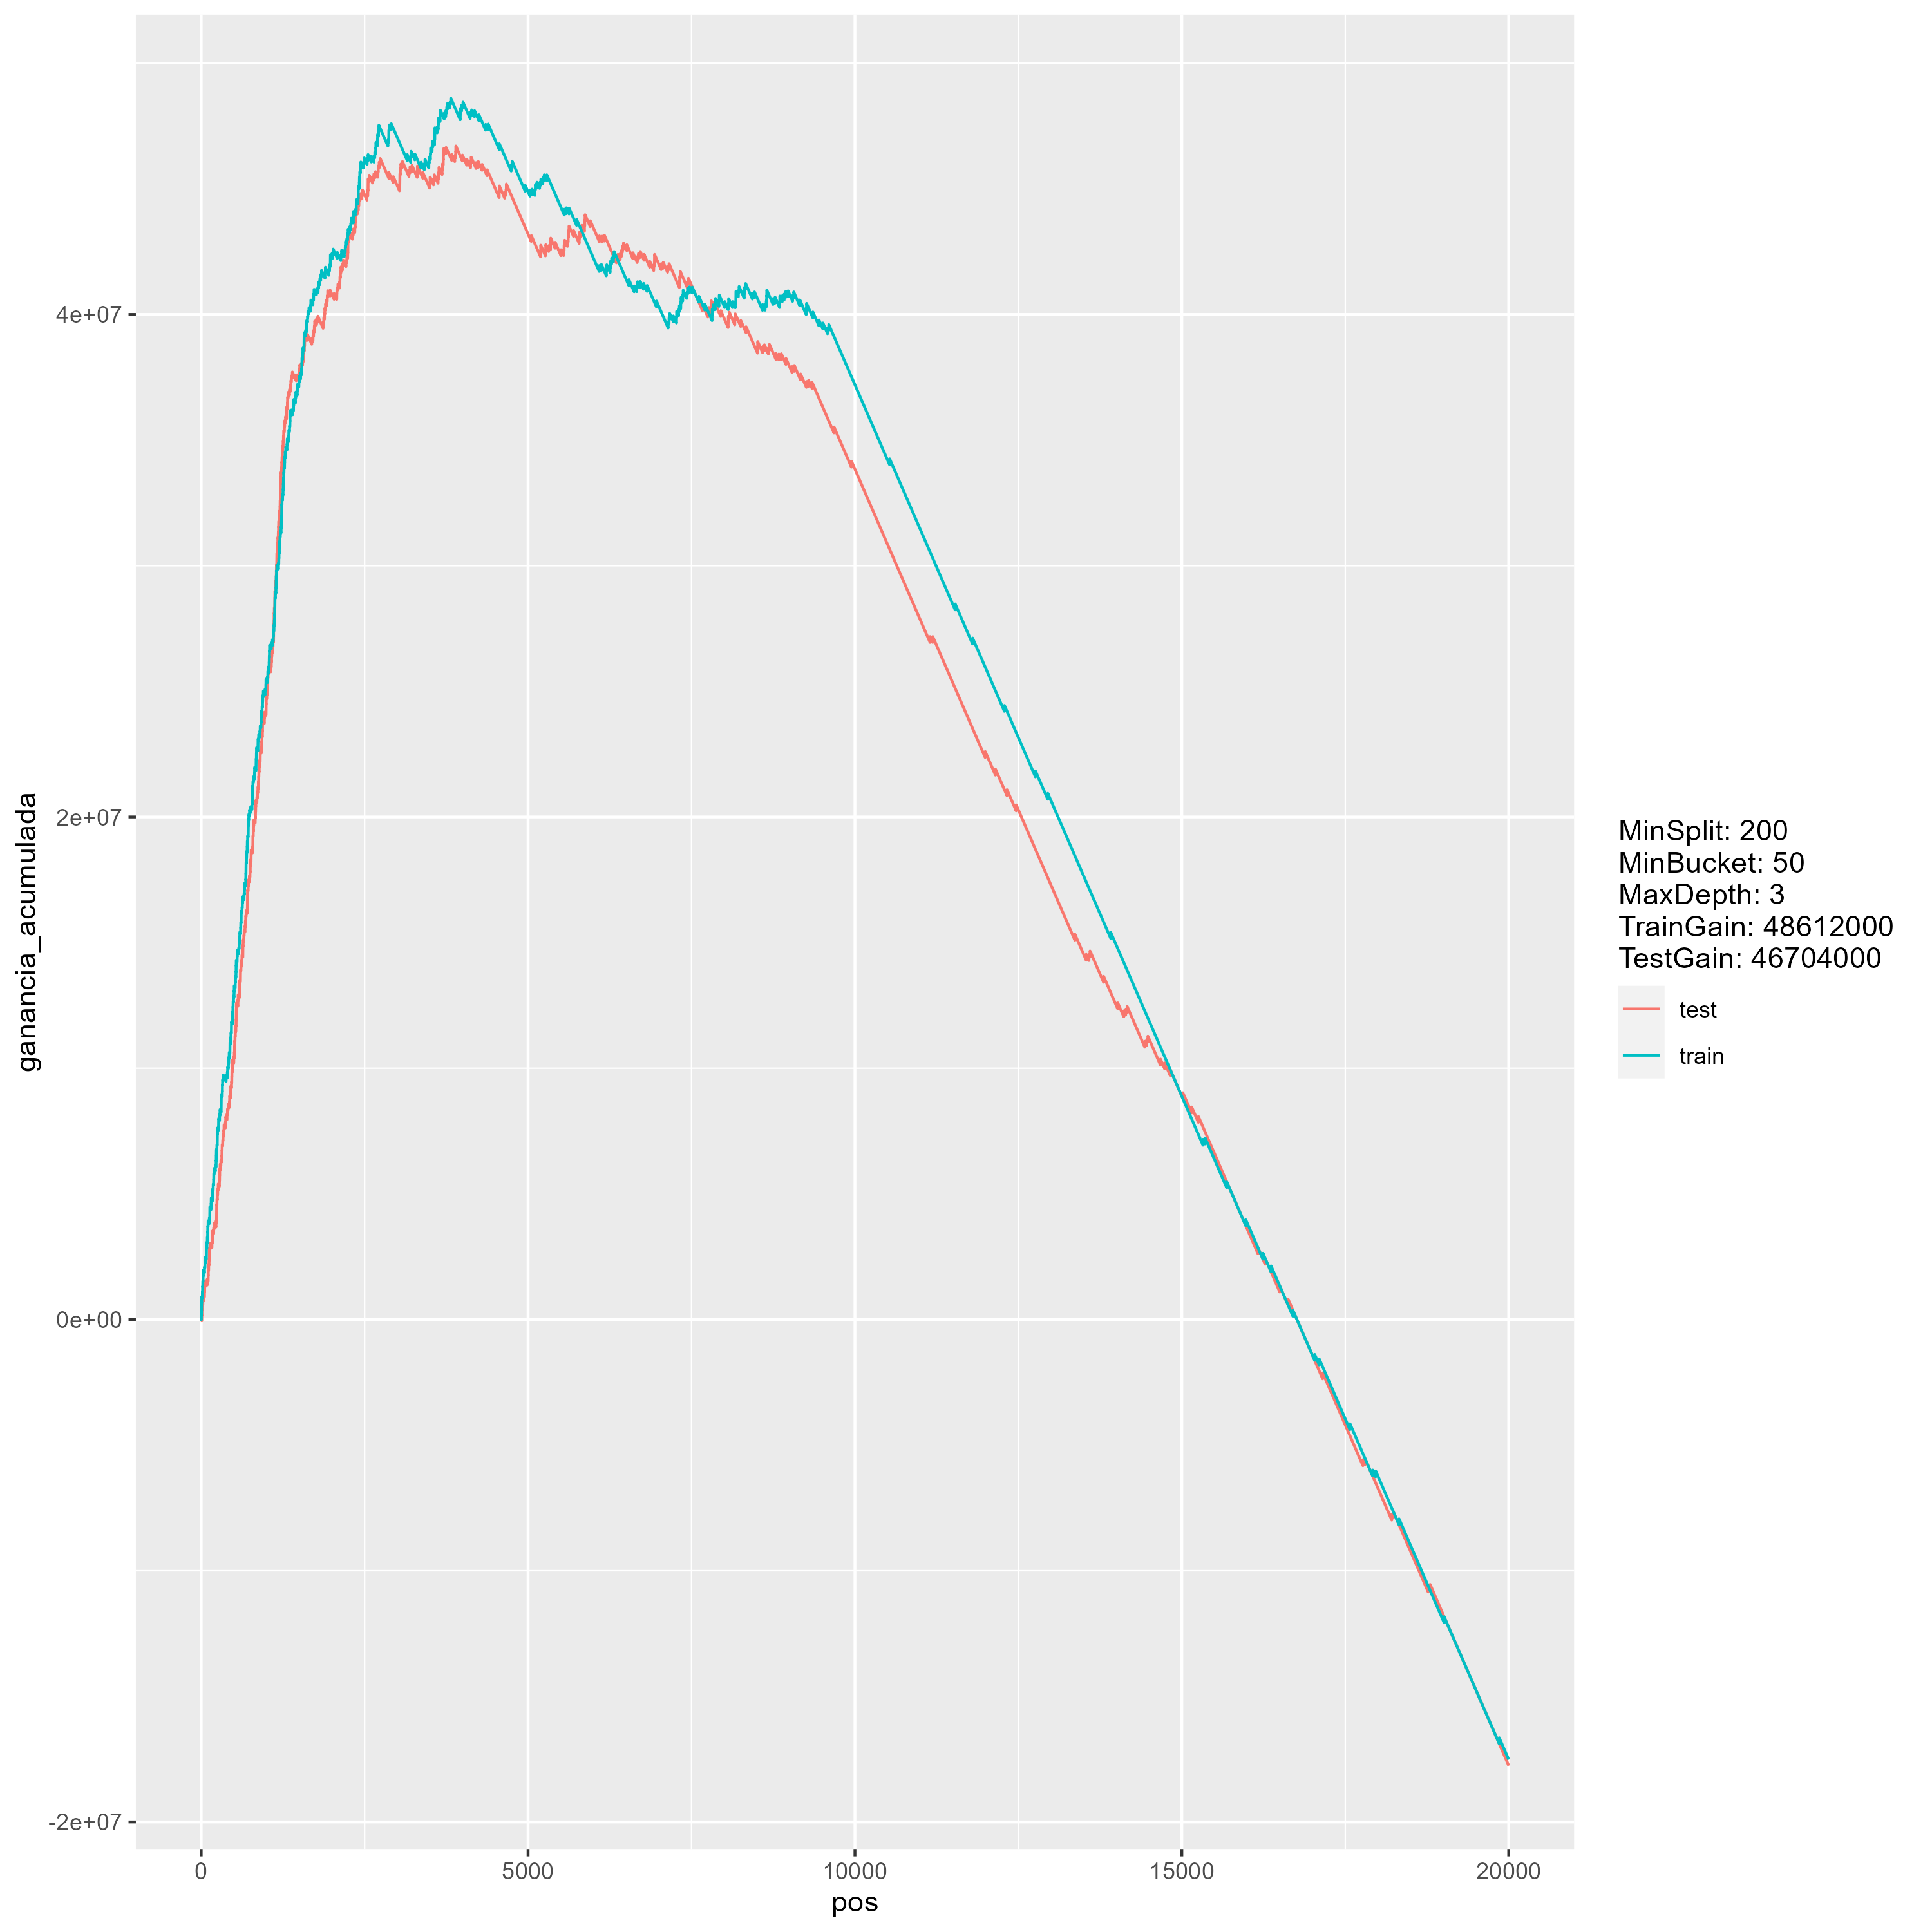 ganancia_acumulada
4e+07
2e+07
0e+00
-2e+07
0
5000
10000
15000
20000
pos
MinSplit: 200
MinBucket: 50
MaxDepth: 3
TrainGain: 48612000
TestGain: 46704000
test
train